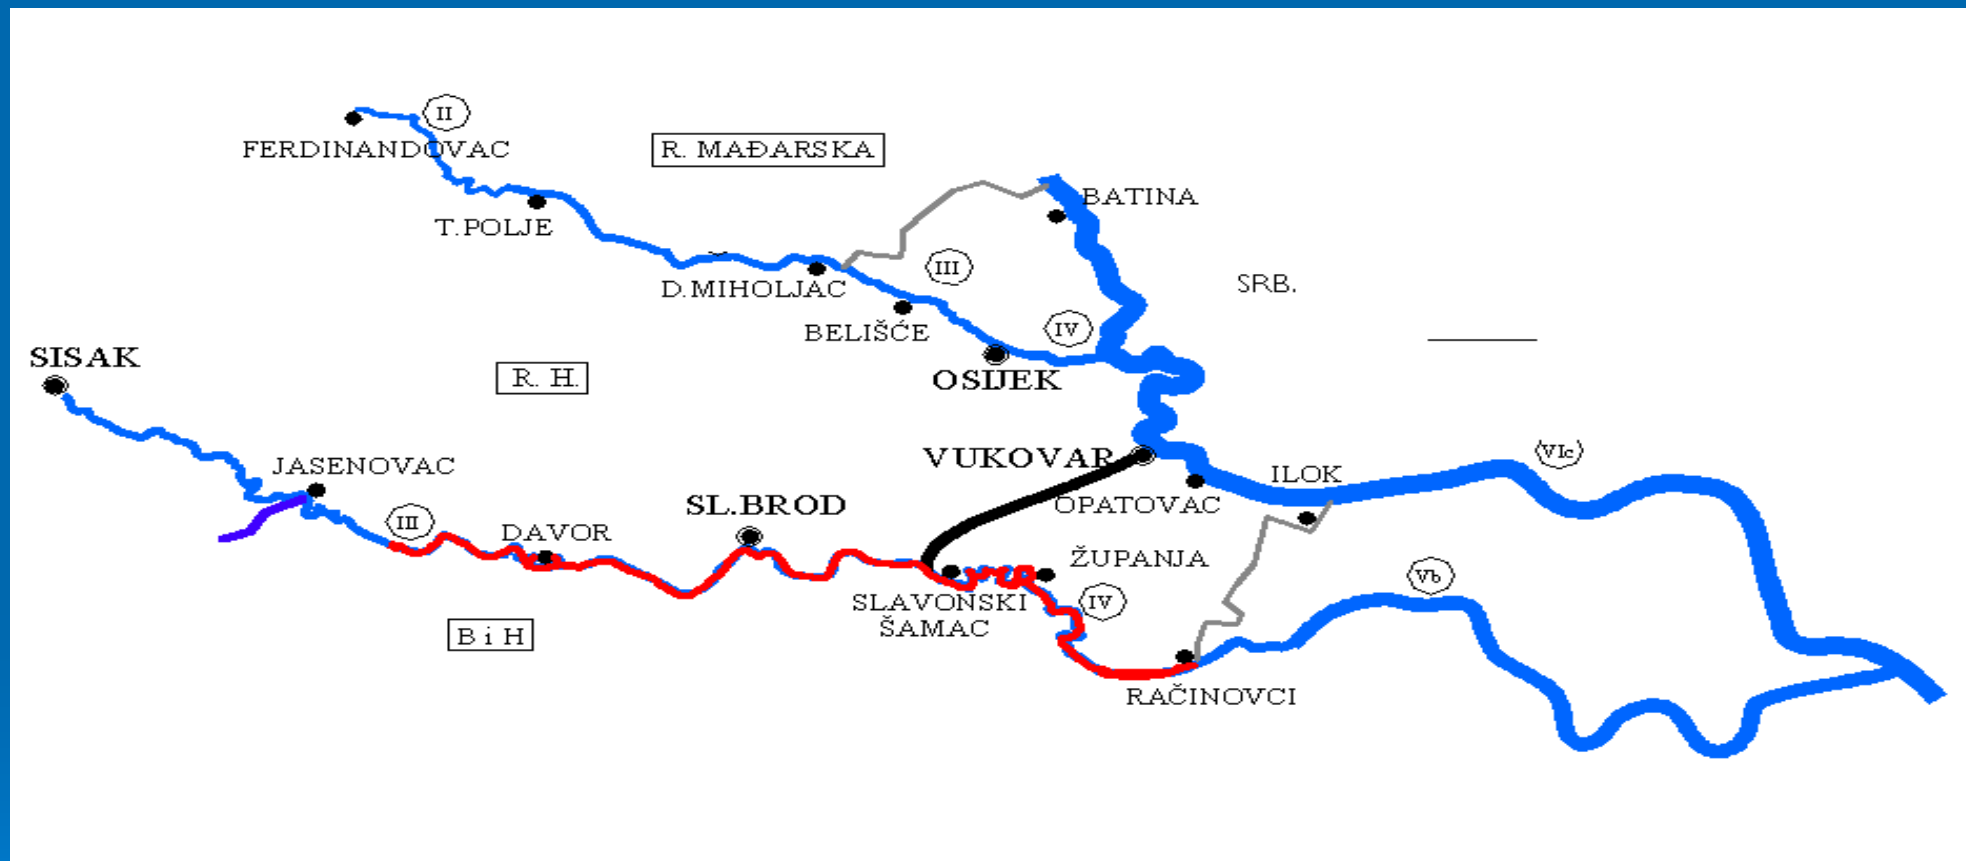 II
FERDINANDOVAC
R. MAĐARSKA
BATINA
T.POLJE
III
D.MIHOLJAC
SRB.
BELIŠĆE
IV
SISAK
R. H.
OSIJEK
VUKOVAR
VIc
JASENOVAC
ILOK
SL.BROD
OPATOVAC
III
DAVOR
ŽUPANJA
Vb
SLAVONSKI
ŠAMAC
IV
B i H
RAČINOVCI